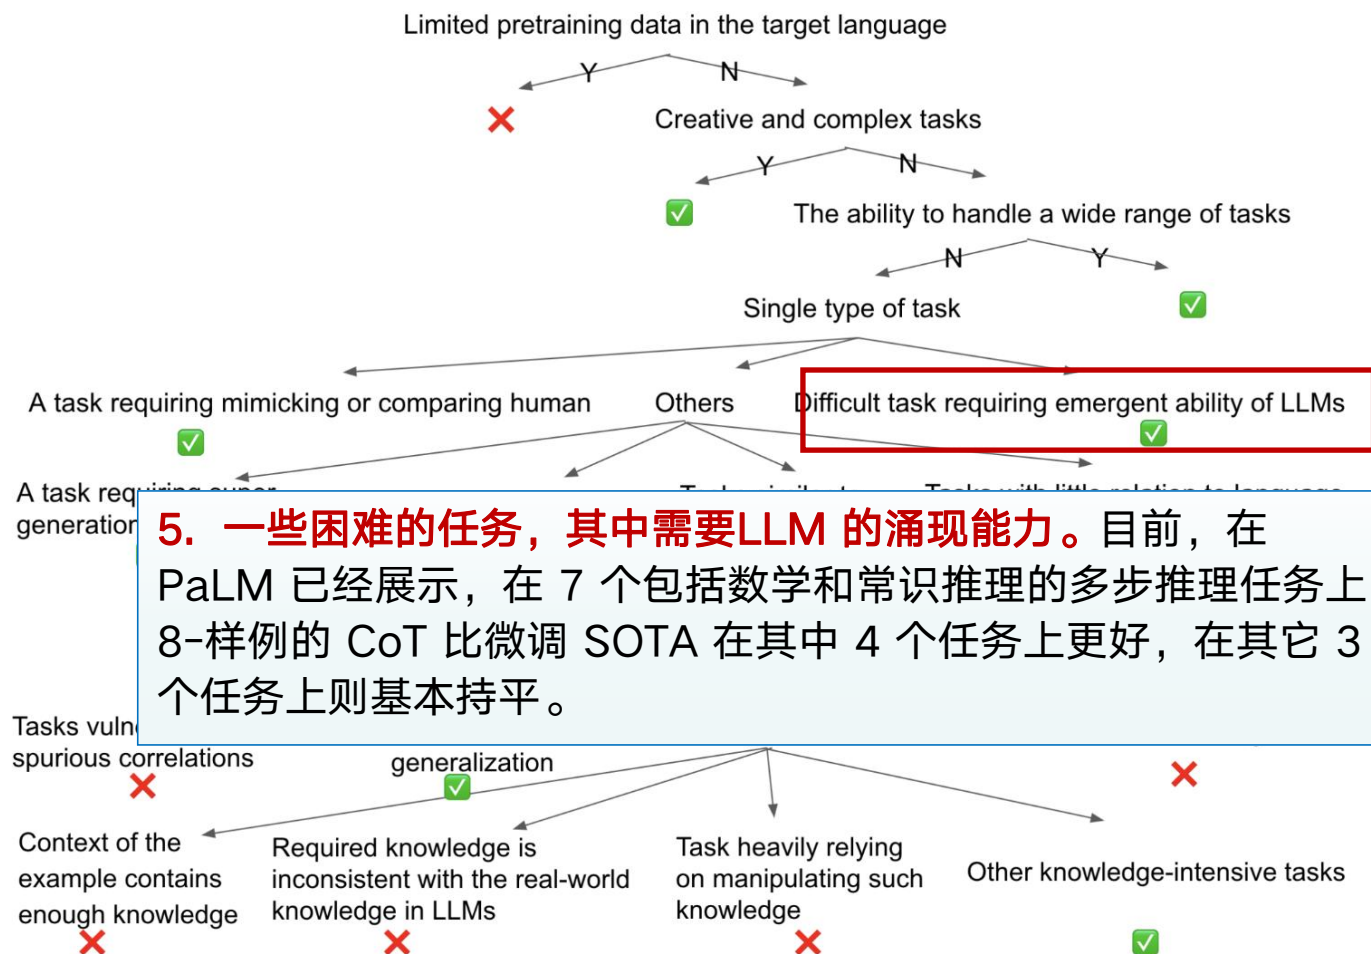 Limited pretraining data in the target language
Y
N
Creative and complex tasks
Y
N
The ability to handle a wide range of tasks
N
Y
Single type of task
A task requiring mimicking or comparing human
Others
Difficult task requiring emergent ability of LLMs
A task requiring
generation
Tasks with little relation to language
5. 一些困难的任务，其中需要LLM 的涌现能力。目前，在
PaLM 已经展示，在 7 个包括数学和常识推理的多步推理任务上
8-样例的 CoT 比微调 SOTA 在其中 4 个任务上更好，在其它 3
个任务上则基本持平。
Tasks
spurious correlations
generalization
Context of the
example contains
enough knowledge
Required knowledge is
inconsistent with the real-world
knowledge in LLMs
Task heavily relying
on manipulating such
knowledge
Other knowledge-intensive tasks